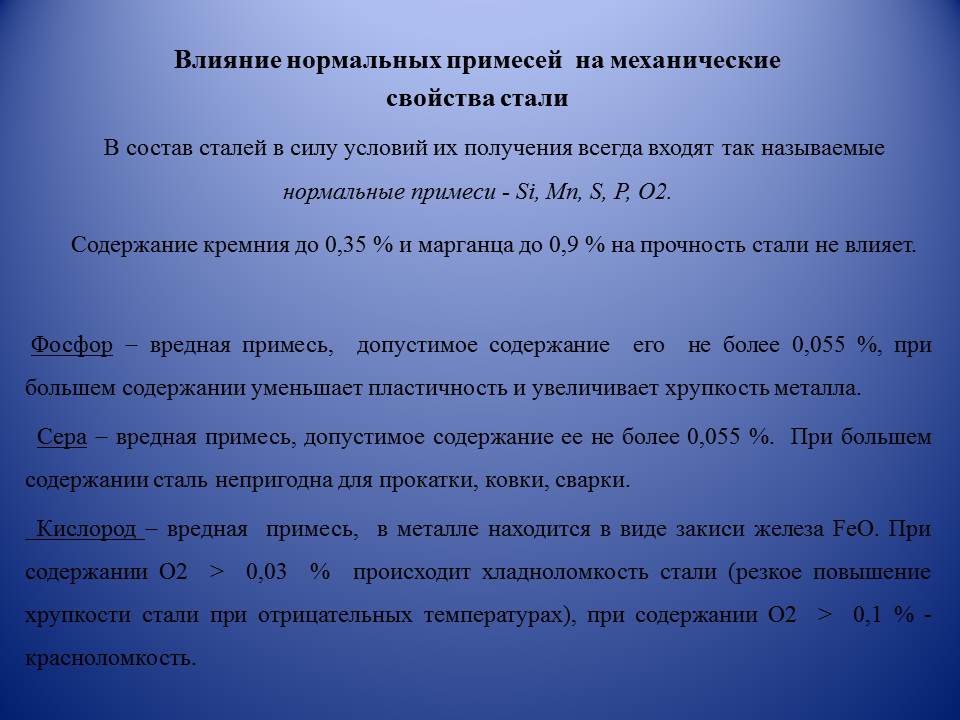 Влияние нормальных примесей на механические
свойства стали
В состав сталей в силу условий их получения всегда входят так называемые
нормальные примеси - Si, Mn, S, P, O2.
Содержание кремния до 0,35 % и марганца до 0,9 % на прочность стали не влияет.
Фосфор – вредная примесь, допустимое содержание его не более 0,055 %, при
большем содержании уменьшает пластичность и увеличивает хрупкость металла.
Сера – вредная примесь, допустимое содержание ее не более 0,055 %. При большем
содержании сталь непригодна для прокатки, ковки, сварки.
Кислород – вредная примесь, в металле находится в виде закиси железа FeO. При
содержании O2 > 0,03 % происходит хладноломкость стали (резкое повышение
хрупкости стали при отрицательных температурах), при содержании O2 > 0,1 % -
красноломкость.